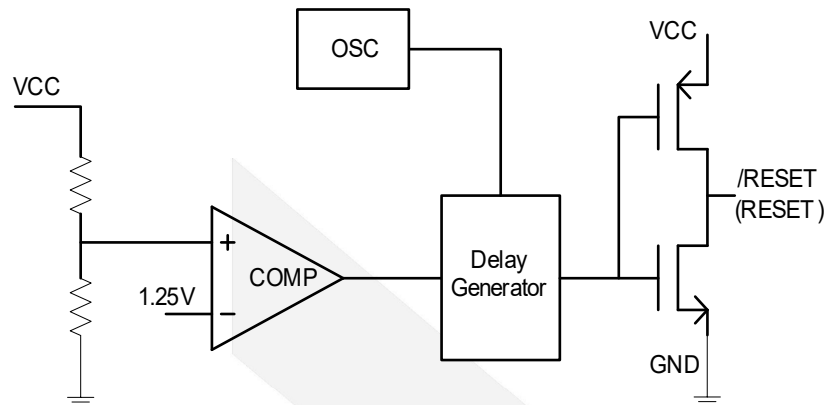 OSC
VCC
VCC
/RESET
(RESET)
+
COMP
Delay
Generator
1.25V
−
GND